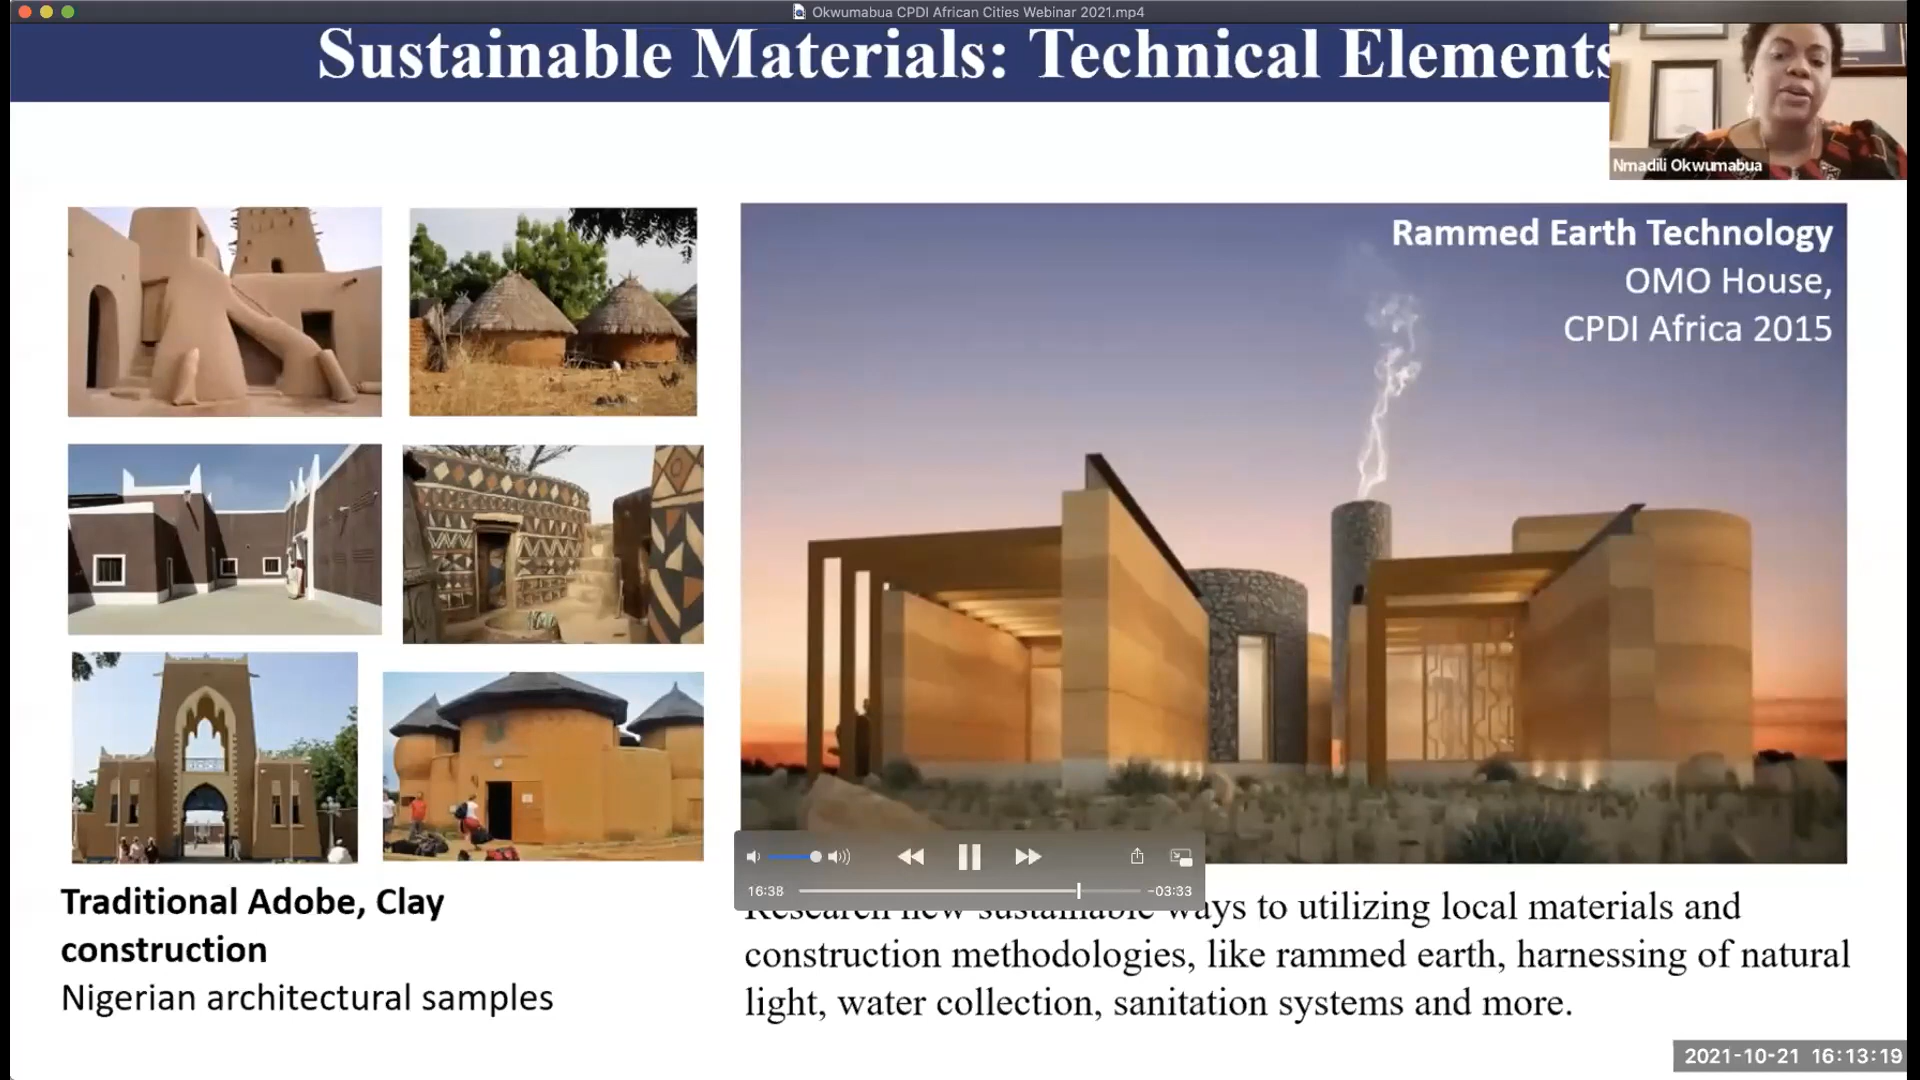 Okwumabua CPDI African Cities Webinar 2021.mp4
Sustainable Materials: Technical Elements
Nmadili Okwumabua
Rammed Earth Technology
OMO House,
CPDI Africa 2015
16:38
-03:33
Traditional Adobe, Clay
construction
Nigerian architectural samples
Research new sustainable ways to utilizing local materials and
construction methodologies, like rammed earth, harnessing of natural
light, water collection, sanitation systems and more.
2021-10-21 16:13:19